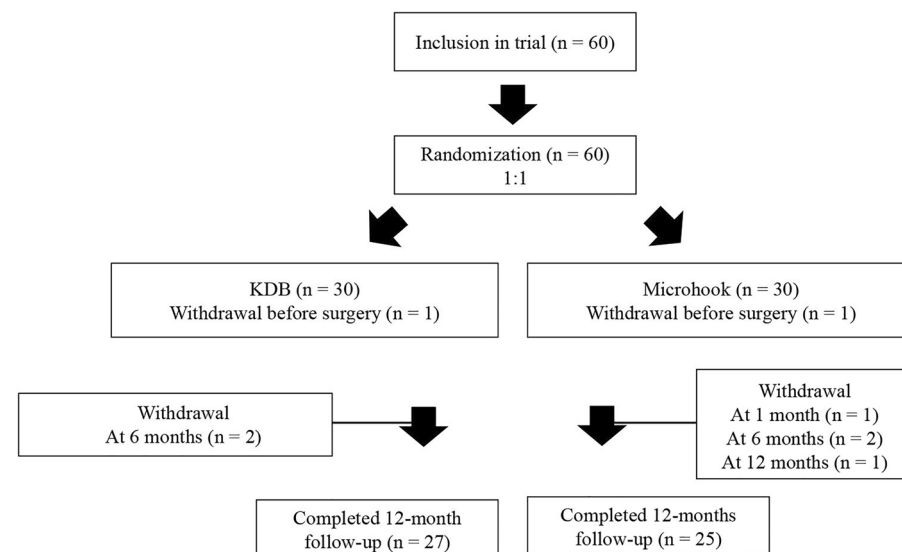 Inclusion in trial (n = 60)
Randomization (n = 60)
1:1
KDB (n = 30)
Withdrawal before surgery (n = 1)
Microhook (n = 30)
Withdrawal before surgery (n = 1)
Withdrawal
At 6 months (n = 2)
Withdrawal
At 1 month (n = 1)
At 6 months (n = 2)
At 12 months (n = 1)
Completed 12-month
follow-up (n = 27)
Completed 12-months
follow-up (n = 25)